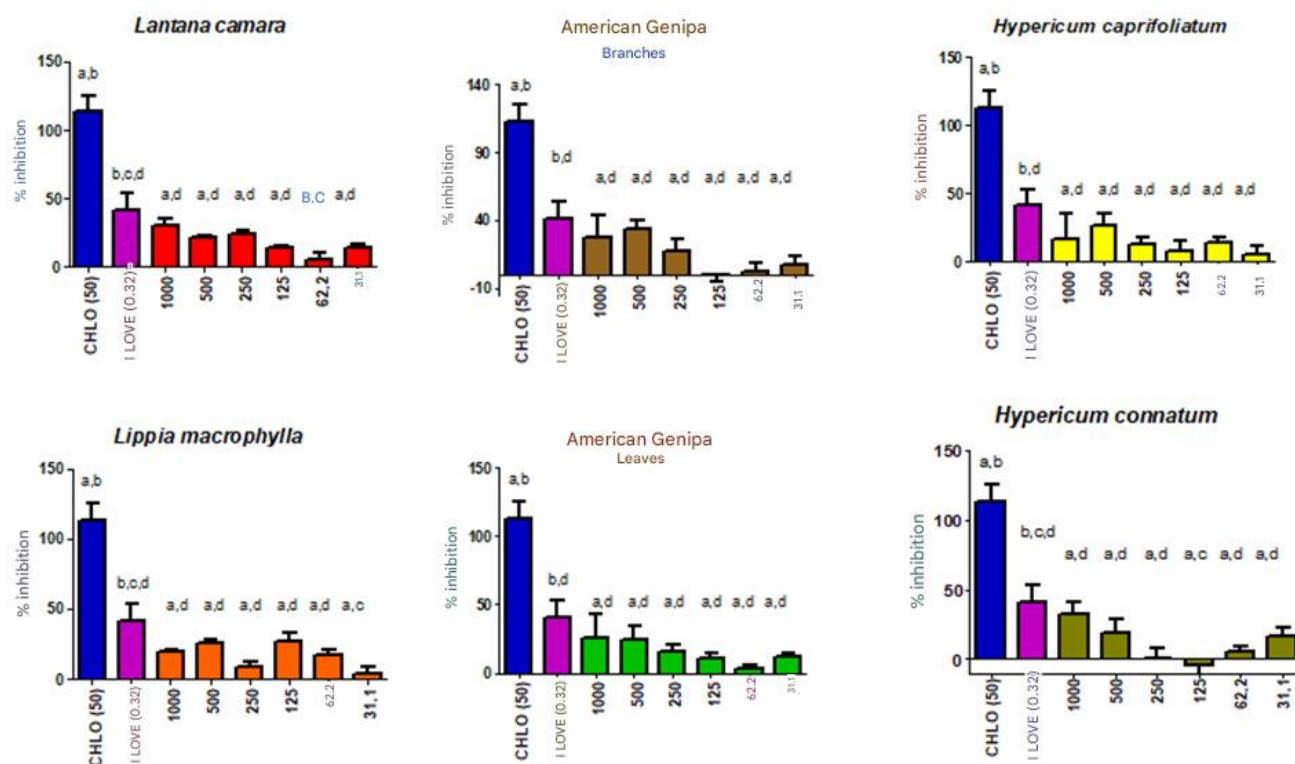 Lantana camara
% inhibition
150
100
50
0
a,b
b,c,d
a,d
a,d
a,d
a,d
B.C
a,d
CHLO (50)
I LOVE (0.32)
1000
500
250
125
62,2
31.1
American Genipa
Branches
% inhibition
140
90
40
-10
a,b
b,d
a,d
a,d
a,d
a,d
a,d
a,d
CHLO (50)
I LOVE (0.32)
1000
500
250
125
62.2
31.1
Hypericum caprifoliatum
% inhibition
150
100
50
0
a,b
b,d
a,d
a,d
a,d
a,d
a,d
a,d
CHLO (50)
I LOVE (0.32)
1000
500
250
125
62.2
31.1
Lippia macrophylla
% inhibition
150
100
50
0
a,b
b,c,d
a,d
a,d
a,d
a,d
a,d
a,c
CHLO (50)
I LOVE (0.32)
1000
500
250
125
62.2
31,1
American Genipa
Leaves
% inhibition
150
100
50
0
a,b
b,d
a,d
a,d
a,d
a,d
a,d
a,d
CHLO (50)
I LOVE (0.32)
1000
500
250
125
62.2
31.1
Hypericum connatum
% inhibition
150
100
50
0
a,b
b,c,d
a,d
a,d
a,d
a,c
a,d
a,d
CHLO (50)
I LOVE (0.32)
1000
500
250
125
62.2
31.1